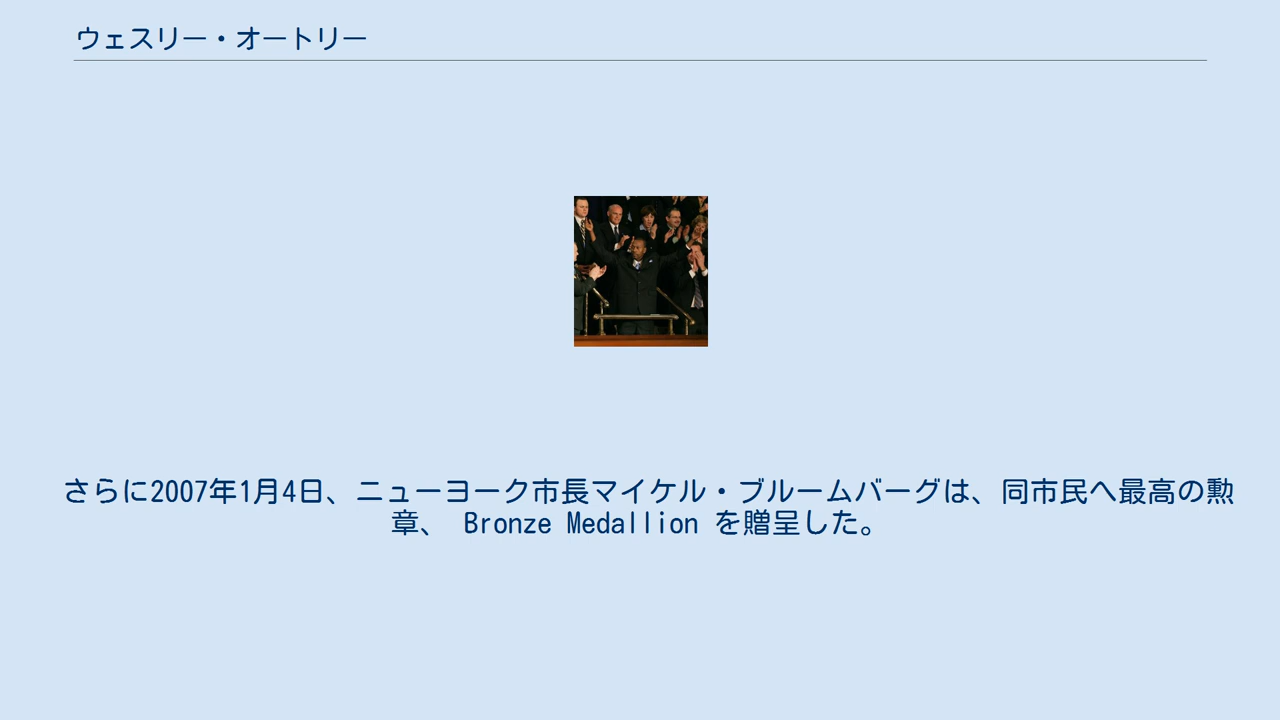 ウェスリー・オートリー
さらに2007年1月4日、ニューヨーク市長マイケル・ブルームバーグは、同市民へ最高の勲
章、 Bronze Medallion を贈呈した。